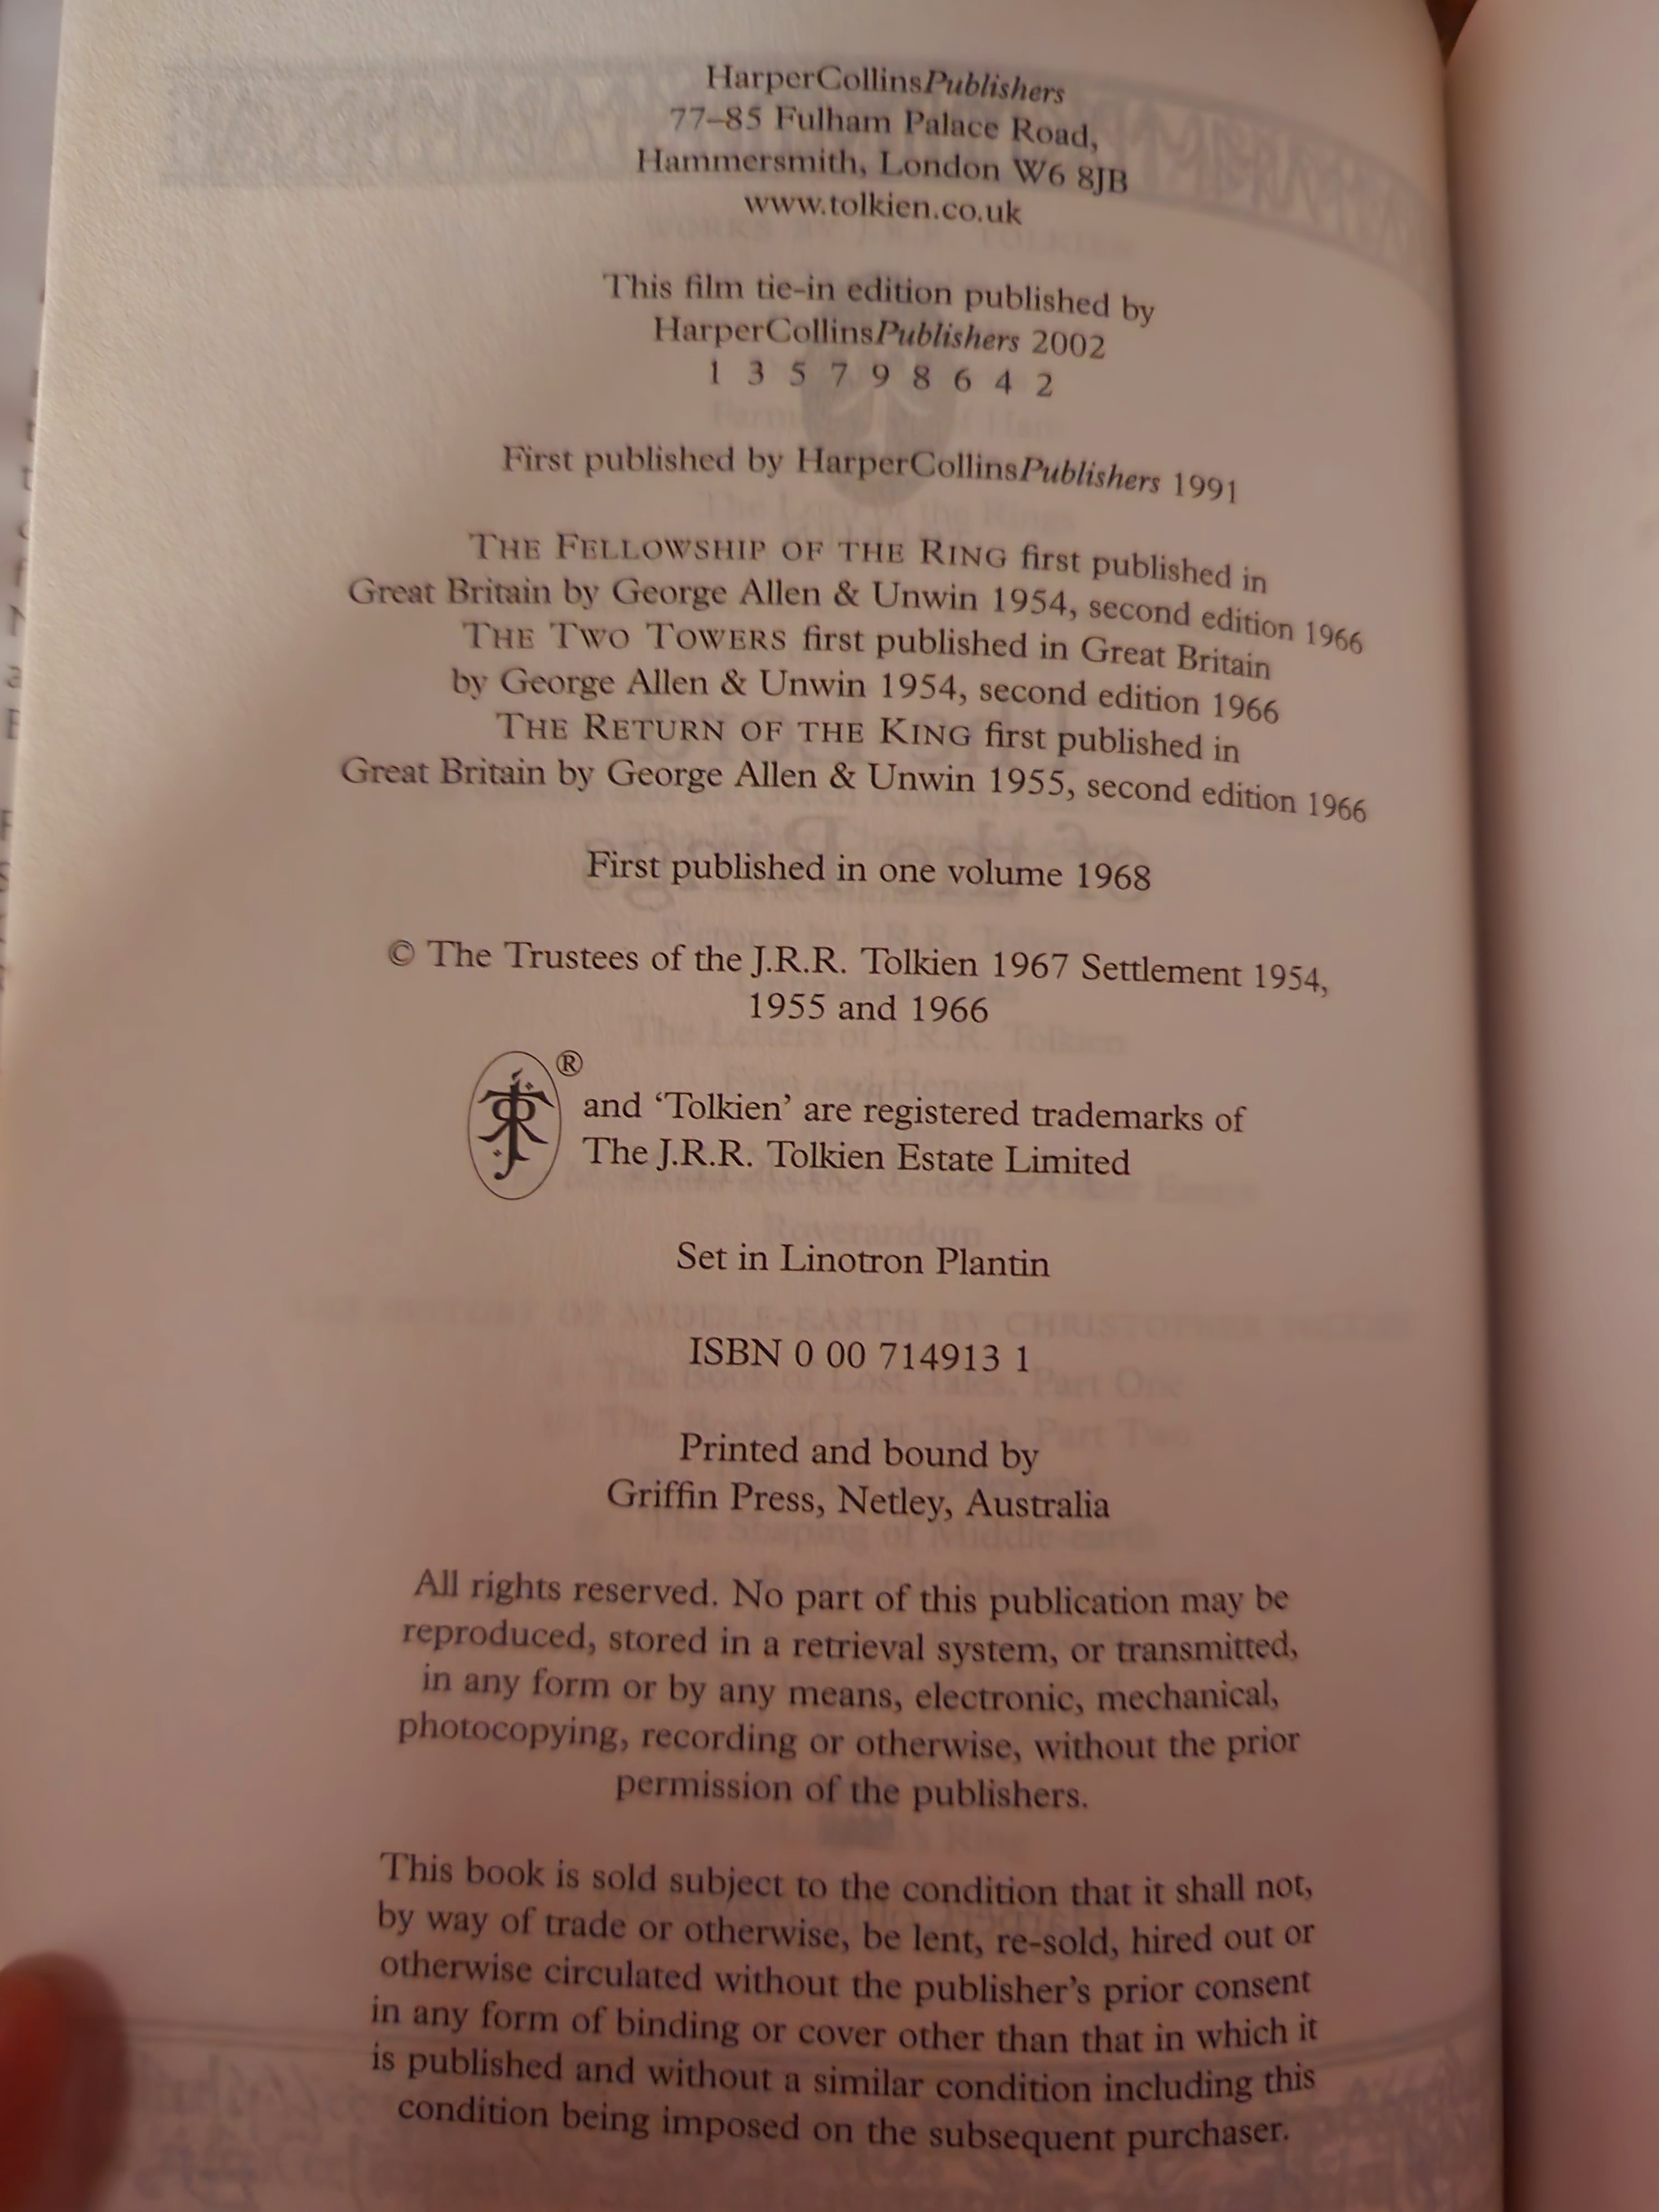 HarperCollinsPublishers
77–85 Fulham Palace Road,
Hammersmith, London W6 8JB
www.tolkien.co.uk
This film tie-in edition published by
HarperCollinsPublishers 2002
1 3 5 7 9 8 6 4 2
First published by HarperCollinsPublishers 1991
THE FELLOWSHIP OF THE RING first published in
Great Britain by George Allen & Unwin 1954, second edition 1966
THE TWO TOWERS first published in Great Britain
by George Allen & Unwin 1954, second edition 1966
THE RETURN OF THE KING first published in
Great Britain by George Allen & Unwin 1955, second edition 1966
First published in one volume 1968
© The Trustees of the J.R.R. Tolkien 1967 Settlement 1954,
1955 and 1966
® and ‘Tolkien’ are registered trademarks of
The J.R.R. Tolkien Estate Limited
Set in Linotron Plantin
ISBN 0 00 714913 1
Printed and bound by
Griffin Press, Netley, Australia
All rights reserved. No part of this publication may be
reproduced, stored in a retrieval system, or transmitted,
in any form or by any means, electronic, mechanical,
photocopying, recording or otherwise, without the prior
permission of the publishers.
This book is sold subject to the condition that it shall not,
by way of trade or otherwise, be lent, re-sold, hired out or
otherwise circulated without the publisher’s prior consent
in any form of binding or cover other than that in which it
is published and without a similar condition including this
condition being imposed on the subsequent purchaser.